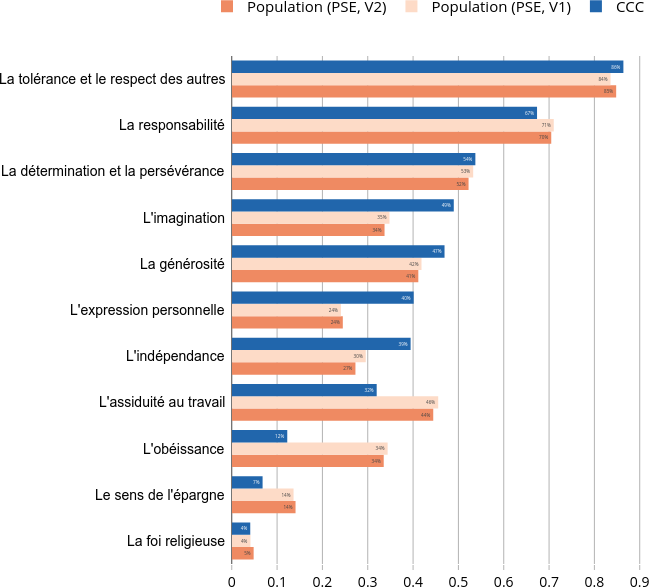 Population (PSE, V2) Population (PSE, V1) CCC
La tolérance et le respect des autres
86%
84%
85%
La responsabilité
67%
71%
70%
La détermination et la persévérance
54%
53%
52%
L'imagination
49%
35%
34%
La générosité
47%
42%
41%
L'expression personnelle
40%
24%
24%
L'indépendance
39%
30%
27%
L'assiduité au travail
32%
46%
44%
L'obéissance
12%
34%
34%
Le sens de l'épargne
7%
14%
14%
La foi religieuse
4%
4%
5%
0 0.1 0.2 0.3 0.4 0.5 0.6 0.7 0.8 0.9